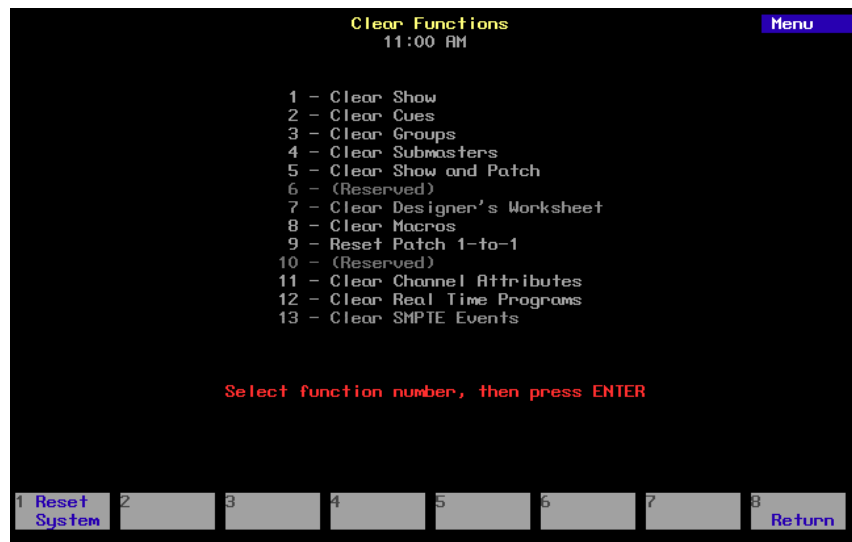 Clear Functions
Menu
11:00 AM
1 - Clear Show
2 - Clear Cues
3 - Clear Groups
4 - Clear Submasters
5 - Clear Show and Patch
6 - (Reserved)
7 - Clear Designer's Worksheet
8 - Clear Macros
9 - Reset Patch 1-to-1
10 - (Reserved)
11 - Clear Channel Attributes
12 - Clear Real Time Programs
13 - Clear SMPTE Events
Select function number, then press ENTER
1 Reset System
2
3
4
5
6
7
8 Return